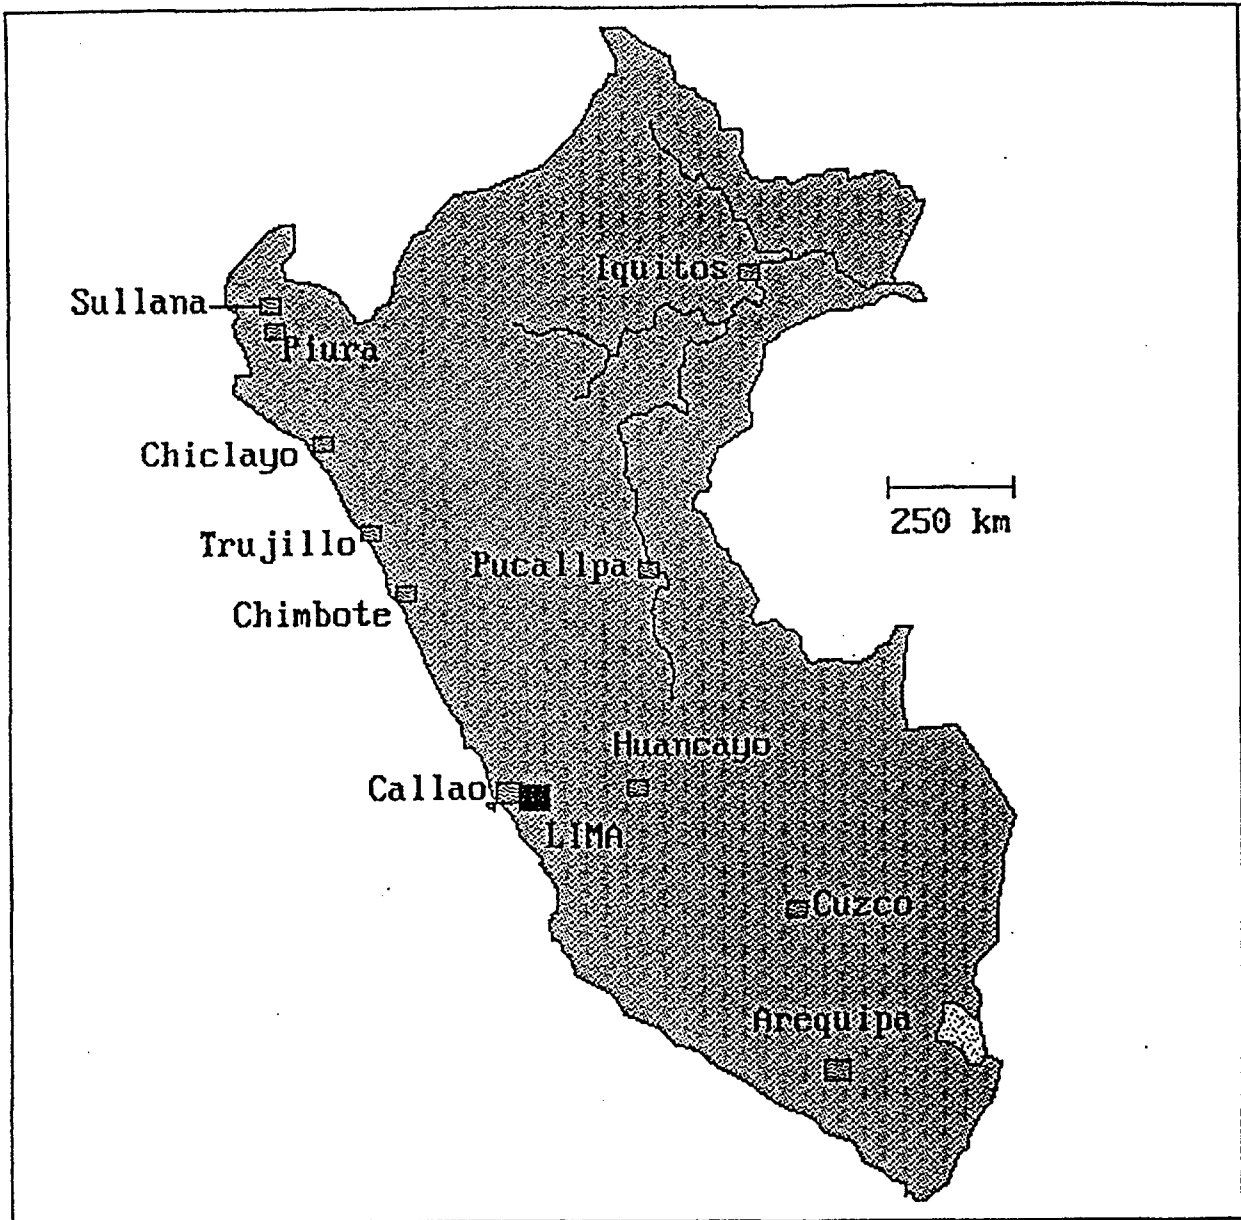 Iquitos
Sullana
Piura
Chiclayo
250 km
Trujillo
Pucallpa
Chimbote
Huancayo
Callao
LIMA
Cuzco
Arequipa